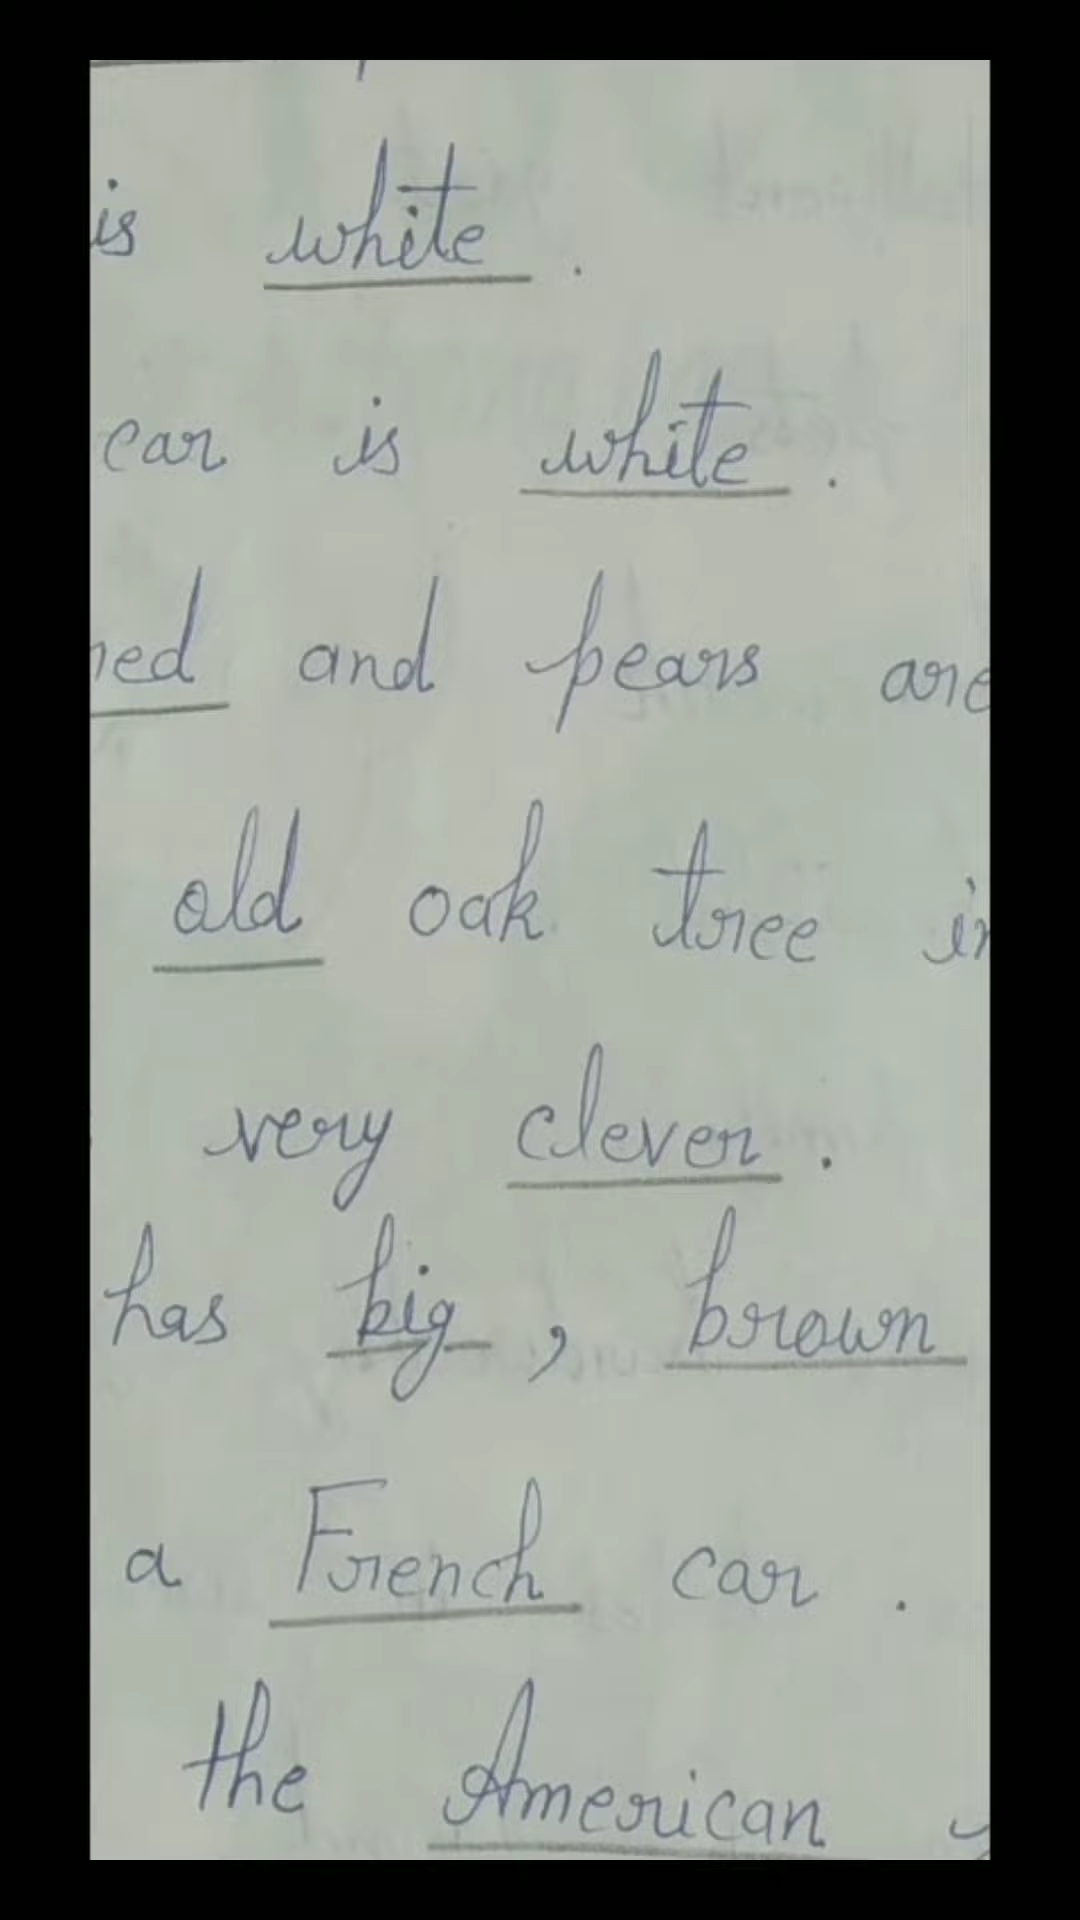 is white .
car is white .
and pears are
old oak tree in
very clever .
has big , brown
a French car .
the American